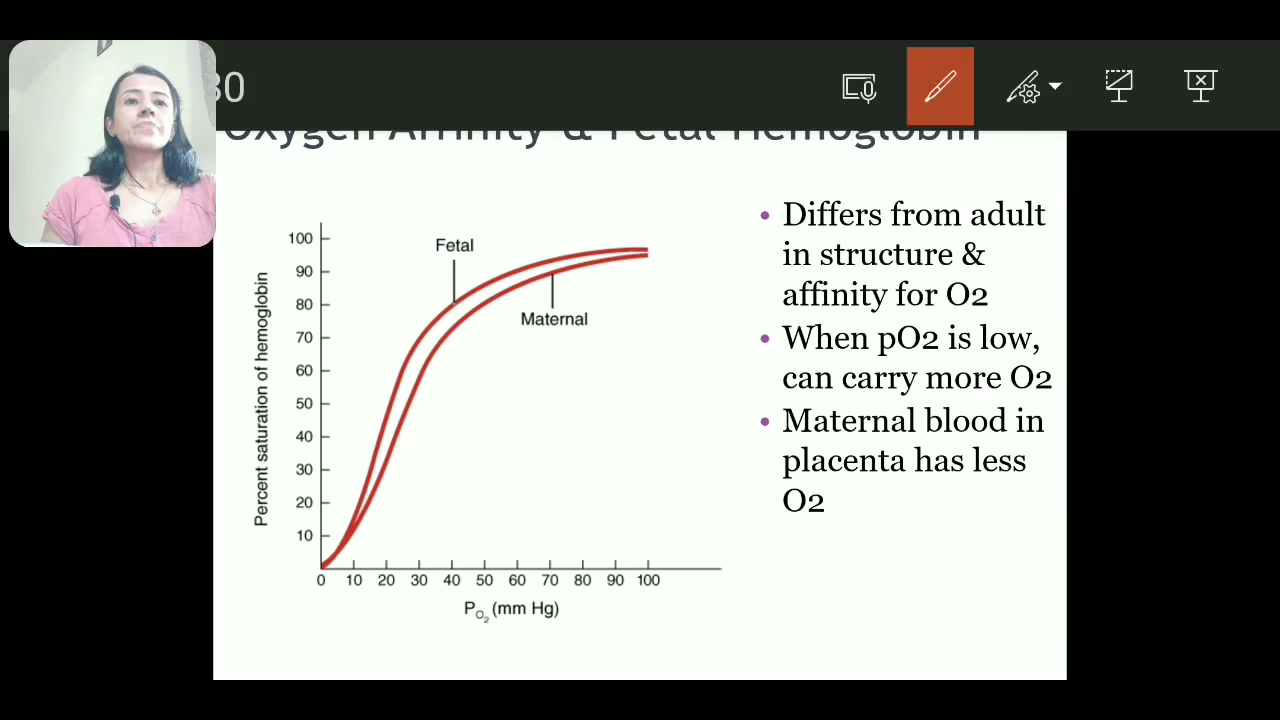 30
Oxygen Affinity & Fetal Hemoglobin
Percent saturation of hemoglobin
100
90
80
70
60
50
40
30
20
10
Fetal
Maternal
0 10 20 30 40 50 60 70 80 90 100
PO2 (mm Hg)
• Differs from adult
in structure &
affinity for O2
• When pO2 is low,
can carry more O2
• Maternal blood in
placenta has less
O2